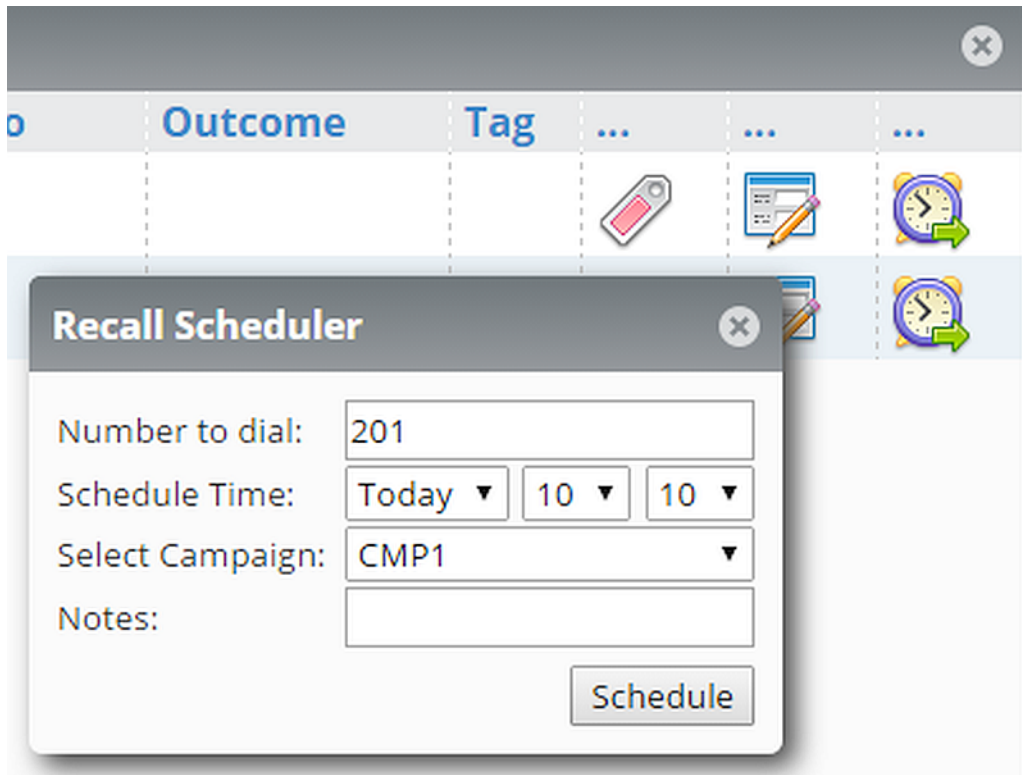 o Outcome Tag ... ... ...
Recall Scheduler
Number to dial: 201
Schedule Time: Today 10 10
Select Campaign: CMP1
Notes:
Schedule